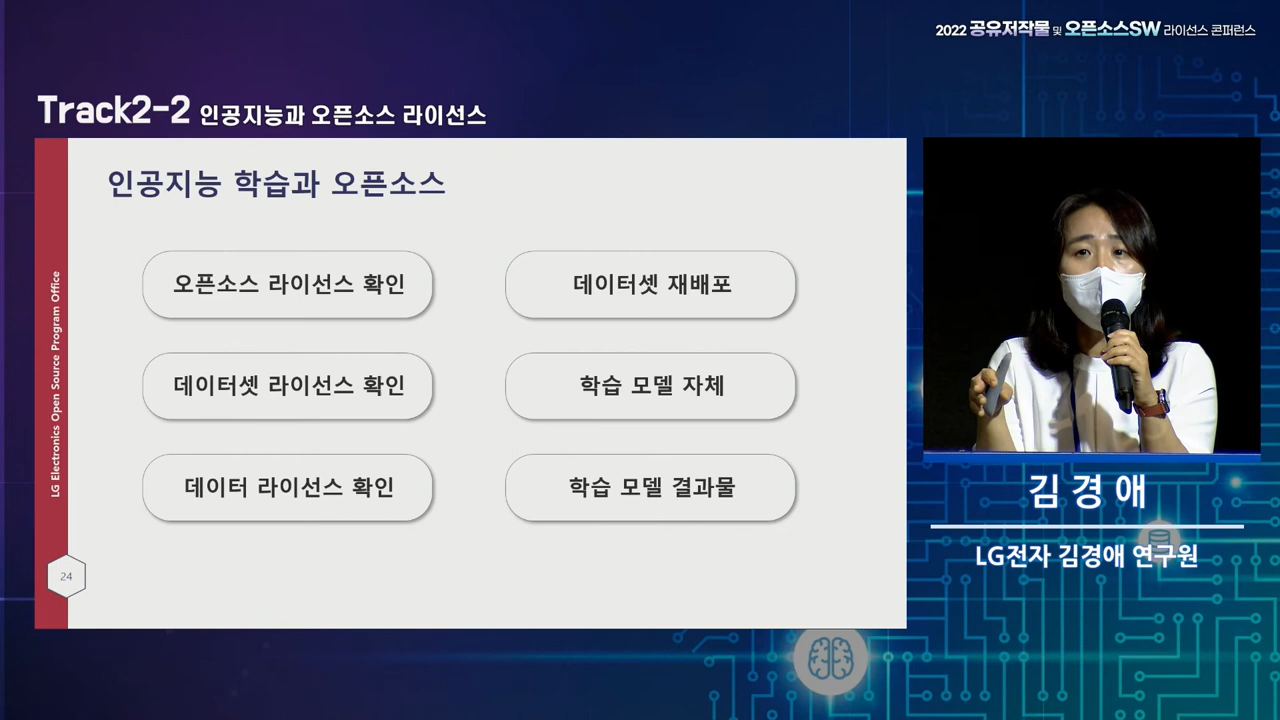 2022 공유저작물 및 오픈소스SW 라이선스 콘퍼런스
Track2-2 인공지능과 오픈소스 라이선스
인공지능 학습과 오픈소스
오픈소스 라이선스 확인
데이터셋 재배포
데이터셋 라이선스 확인
학습 모델 자체
데이터 라이선스 확인
학습 모델 결과물
LG Electronics Open Source Program Office
24
김경애
LG전자 김경애 연구원